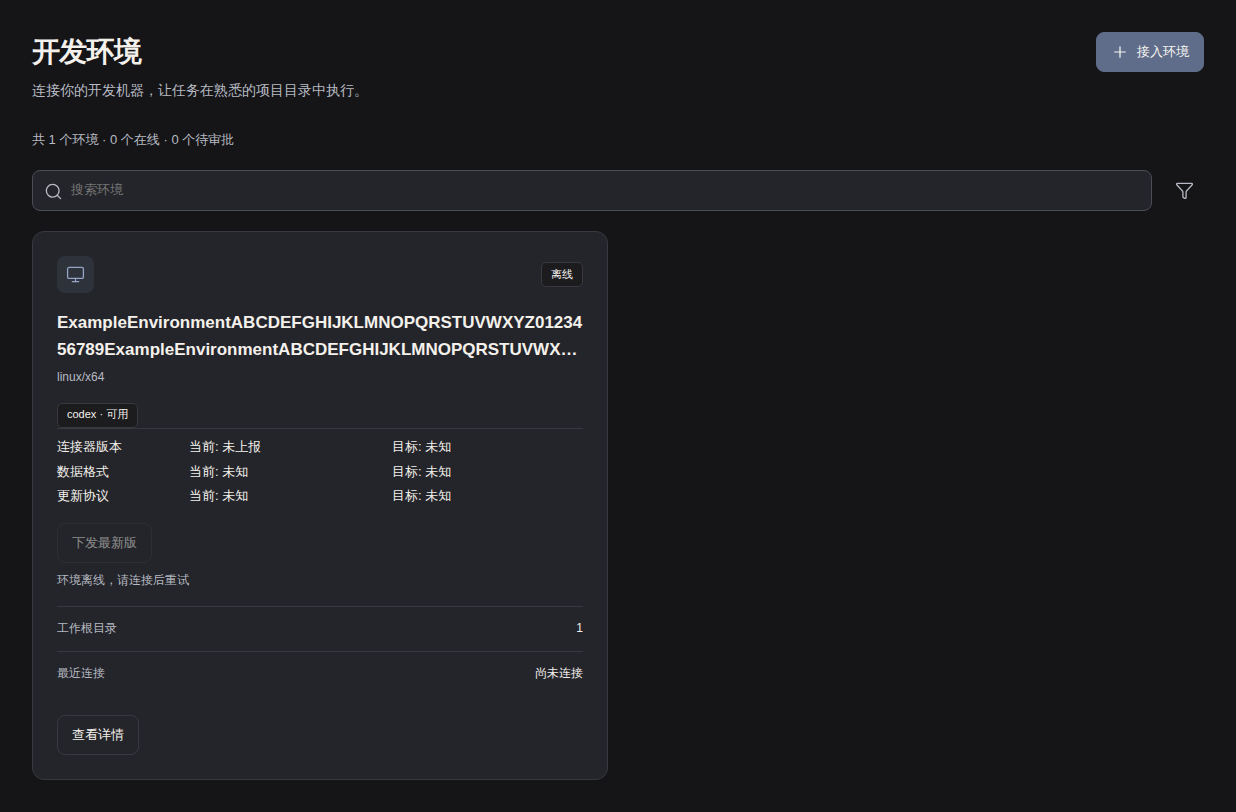 开发环境
接入环境
连接你的开发机器，让任务在熟悉的项目目录中执行。
共 1 个环境 · 0 个在线 · 0 个待审批
搜索环境
离线
ExampleEnvironmentABCDEFGHIJKLMNOPQRSTUVWXYZ01234
56789ExampleEnvironmentABCDEFGHIJKLMNOPQRSTUVWX…
linux/x64
codex · 可用
连接器版本 当前: 未上报 目标: 未知
数据格式 当前: 未知 目标: 未知
更新协议 当前: 未知 目标: 未知
下发最新版
环境离线，请连接后重试
工作根目录 1
最近连接 尚未连接
查看详情